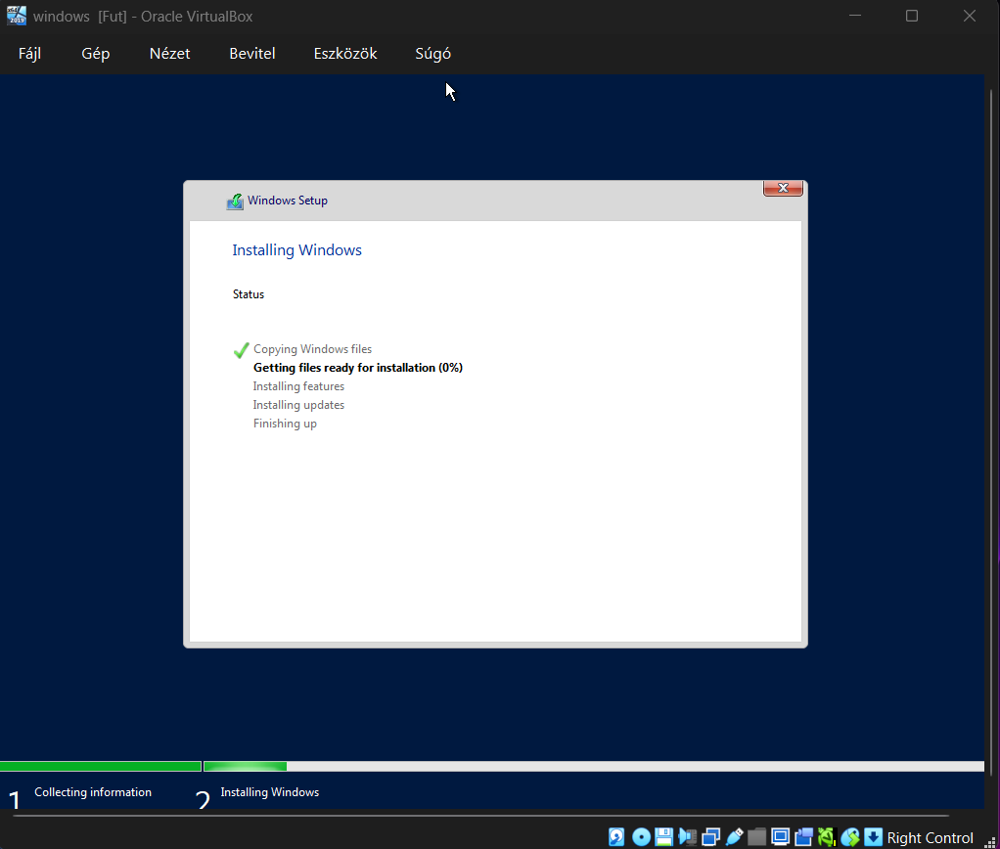 windows [Fut] - Oracle VirtualBox
Fájl Gép Nézet Bevitel Eszközök Súgó
Windows Setup
Installing Windows
Status
Copying Windows files
Getting files ready for installation (0%)
Installing features
Installing updates
Finishing up
1 Collecting information 2 Installing Windows
Right Control